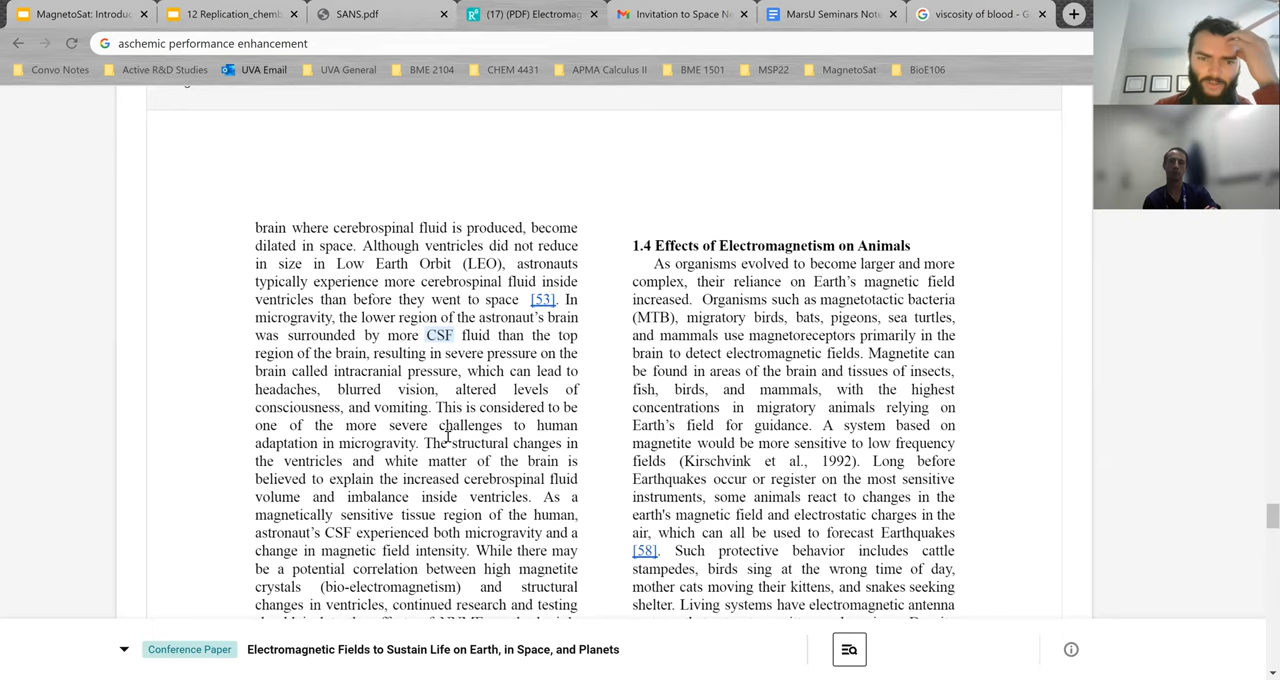 MagnetoSat: Introduc
12 Replication_chemb
SANS.pdf
(17) (PDF) Electromag
Invitation to Space N
MarsU Seminars Note
viscosity of blood - G
aschemic performance enhancement
Convo Notes
Active R&D Studies
UVA Email
UVA General
BME 2104
CHEM 4431
APMA Calculus II
BME 1501
MSP22
MagnetoSat
BioE106
brain where cerebrospinal fluid is produced, become
dilated in space. Although ventricles did not reduce
in size in Low Earth Orbit (LEO), astronauts
typically experience more cerebrospinal fluid inside
ventricles than before they went to space [53]. In
microgravity, the lower region of the astronaut's brain
was surrounded by more CSF fluid than the top
region of the brain, resulting in severe pressure on the
brain called intracranial pressure, which can lead to
headaches, blurred vision, altered levels of
consciousness, and vomiting. This is considered to be
one of the more severe challenges to human
adaptation in microgravity. The structural changes in
the ventricles and white matter of the brain is
believed to explain the increased cerebrospinal fluid
volume and imbalance inside ventricles. As a
magnetically sensitive tissue region of the human,
astronaut's CSF experienced both microgravity and a
change in magnetic field intensity. While there may
be a potential correlation between high magnetite
crystals (bio-electromagnetism) and structural
changes in ventricles, continued research and testing
1.4 Effects of Electromagnetism on Animals
As organisms evolved to become larger and more
complex, their reliance on Earth's magnetic field
increased. Organisms such as magnetotactic bacteria
(MTB), migratory birds, bats, pigeons, sea turtles,
and mammals use magnetoreceptors primarily in the
brain to detect electromagnetic fields. Magnetite can
be found in areas of the brain and tissues of insects,
fish, birds, and mammals, with the highest
concentrations in migratory animals relying on
Earth's field for guidance. A system based on
magnetite would be more sensitive to low frequency
fields (Kirschvink et al., 1992). Long before
Earthquakes occur or register on the most sensitive
instruments, some animals react to changes in the
earth's magnetic field and electrostatic charges in the
air, which can all be used to forecast Earthquakes
[58]. Such protective behavior includes cattle
stampedes, birds sing at the wrong time of day,
mother cats moving their kittens, and snakes seeking
shelter. Living systems have electromagnetic antenna
Conference Paper
Electromagnetic Fields to Sustain Life on Earth, in Space, and Planets